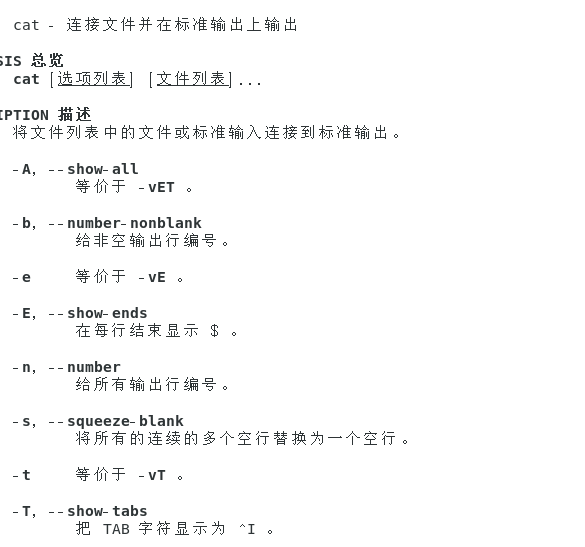 cat - 连接文件并在标准输出上输出
SIS 总览
cat [选项列表] [文件列表]...
IPTION 描述
将文件列表中的文件或标准输入连接到标准输出。
-A, --show-all
等价于 -vET 。
-b, --number-nonblank
给非空输出行编号。
-e 等价于 -vE 。
-E, --show-ends
在每行结束显示 $ 。
-n, --number
给所有输出行编号。
-s, --squeeze-blank
将所有的连续的多个空行替换为一个空行。
-t 等价于 -vT 。
-T, --show-tabs
把 TAB 字符显示为 ^I 。